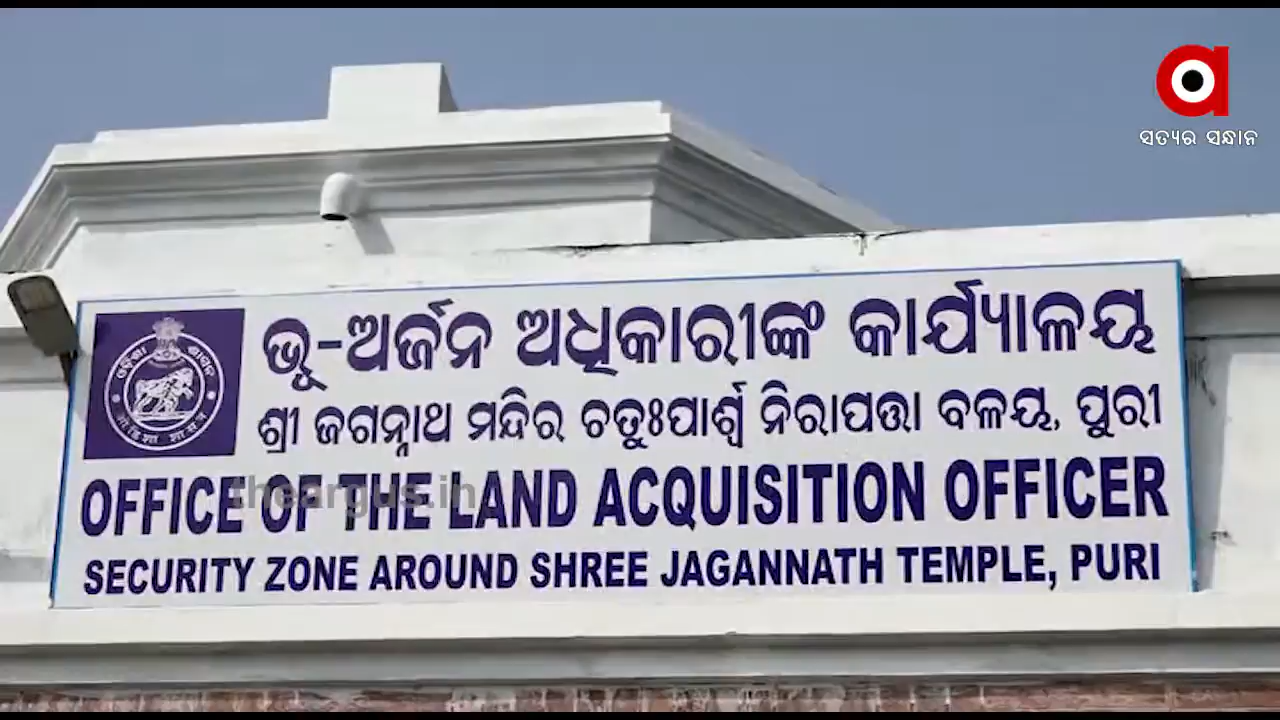 ସତ୍ୟର ସନ୍ଧାନ
ଭୂ-ଅର୍ଜନ ଅଧିକାରୀଙ୍କ କାର୍ଯ୍ୟାଳୟ
ଶ୍ରୀ ଜଗନ୍ନାଥ ମନ୍ଦିର ଚତୁଃପାର୍ଶ୍ୱ ନିରାପତ୍ତା ବଳୟ, ପୁରୀ
OFFICE OF THE LAND ACQUISITION OFFICER
theargus.in
SECURITY ZONE AROUND SHREE JAGANNATH TEMPLE, PURI